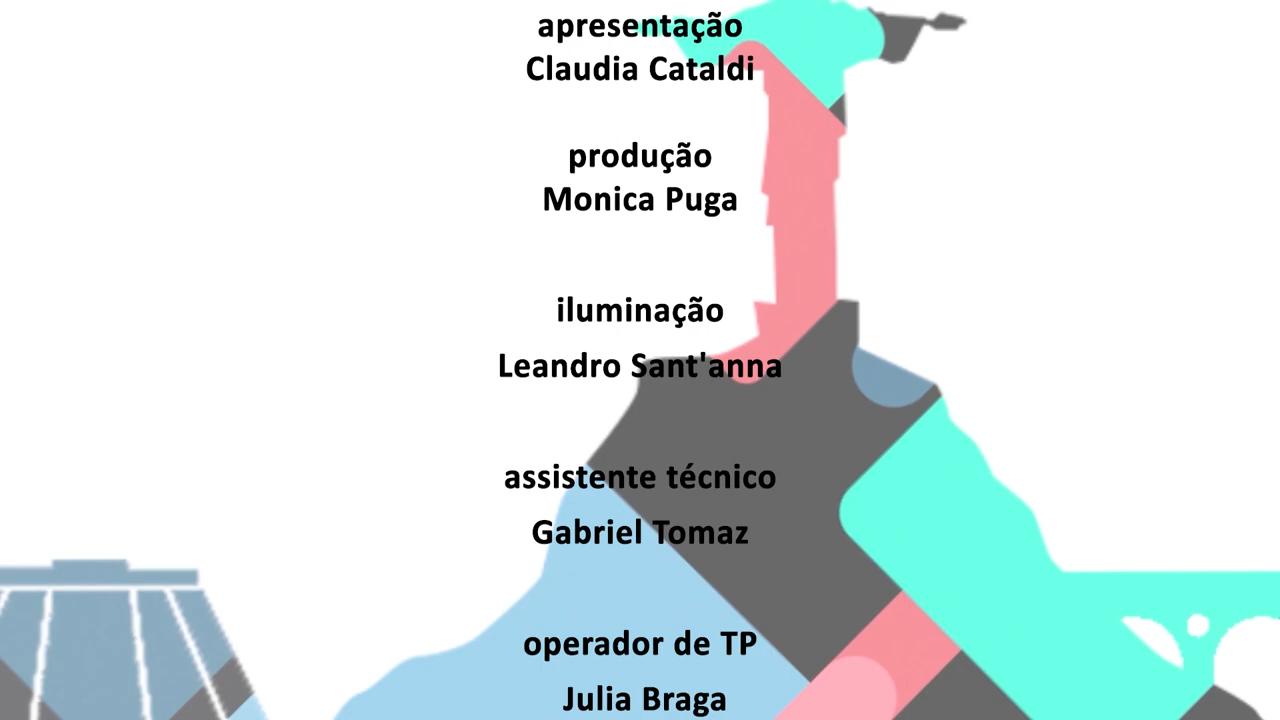 apresentação
Claudia Cataldi
produção
Monica Puga
iluminação
Leandro Sant'anna
assistente técnico
Gabriel Tomaz
operador de TP
Julia Braga